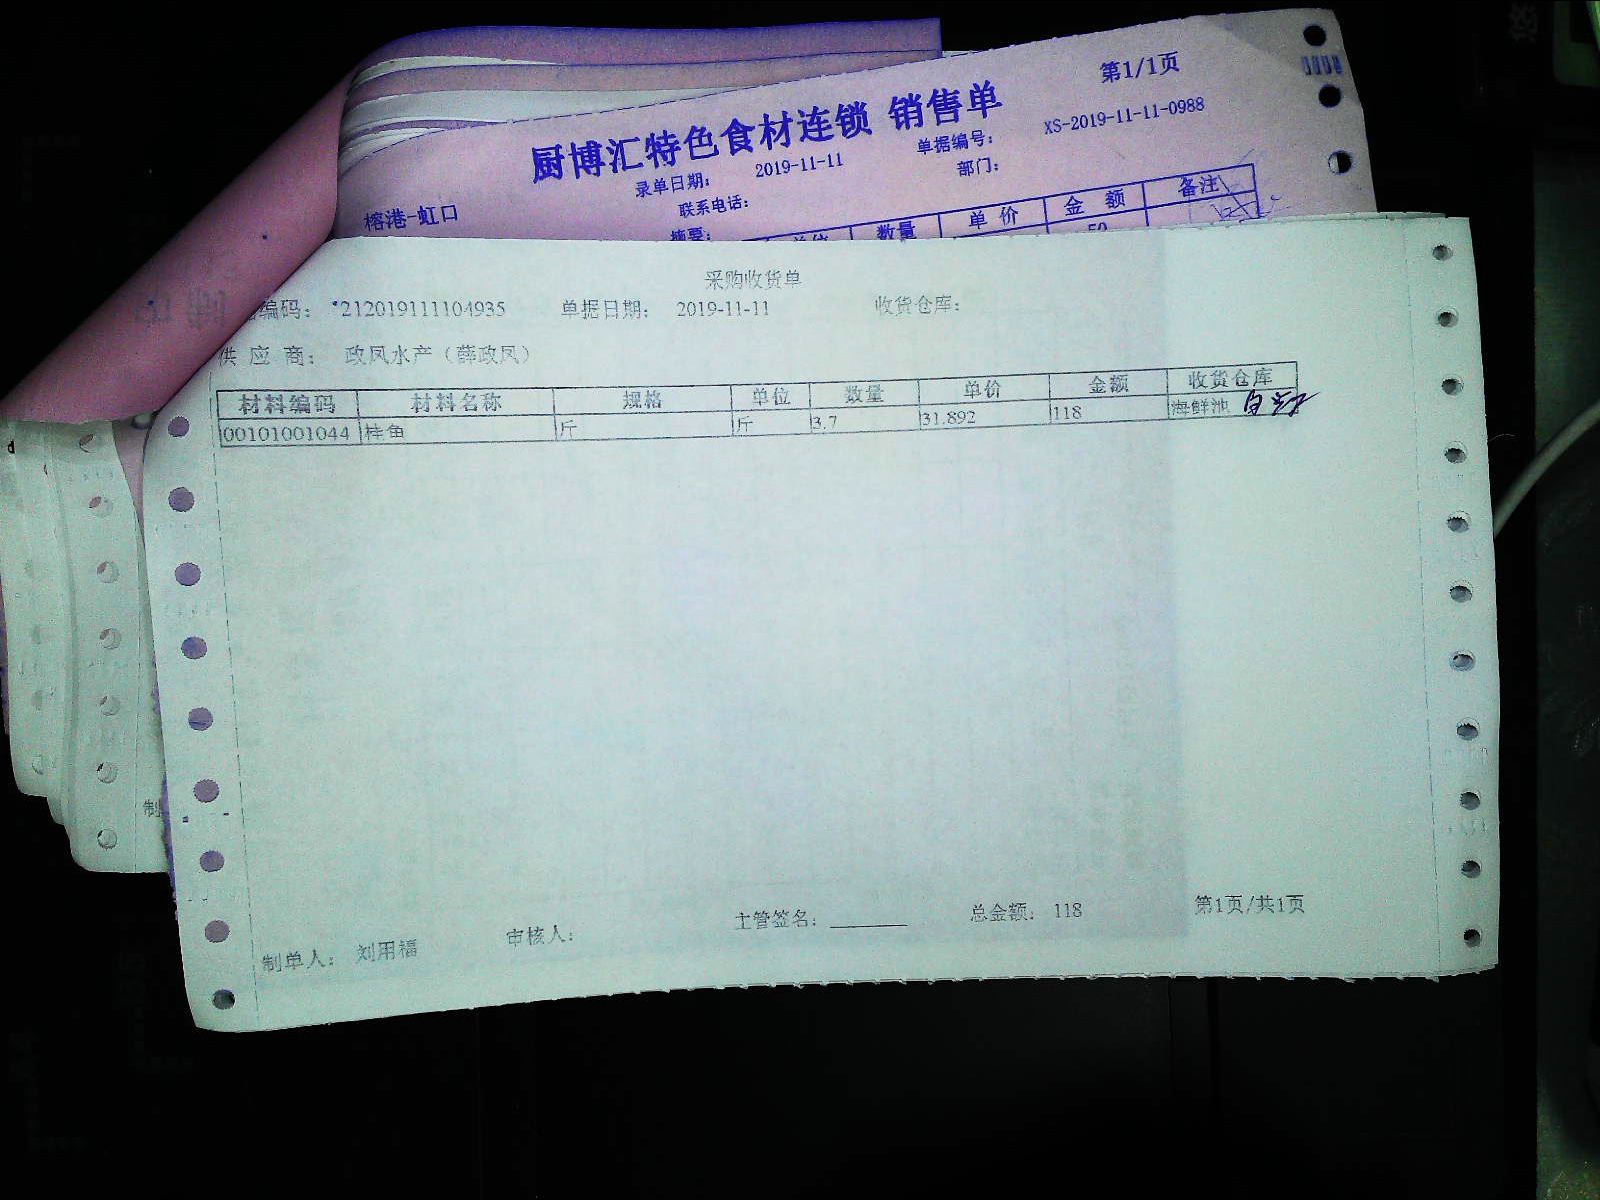 第1/1页
厨博汇特色食材连锁 销售单
录单日期: 2019-11-11 单据编号: XS-2019-11-11-0988
榕港-虹口 联系电话: 部门:
摘要:
数量 单价 金额 备注
采购收货单
编码: *212019111104935 单据日期: 2019-11-11 收货仓库:
供应商: 政凤水产（薛政凤）
材料编码 材料名称 规格 单位 数量 单价 金额 收货仓库
00101001044 桂鱼 斤 斤 3.7 31.892 118 海鲜池
制单人: 刘用福 审核人: 主管签名: 总金额: 118 第1页/共1页